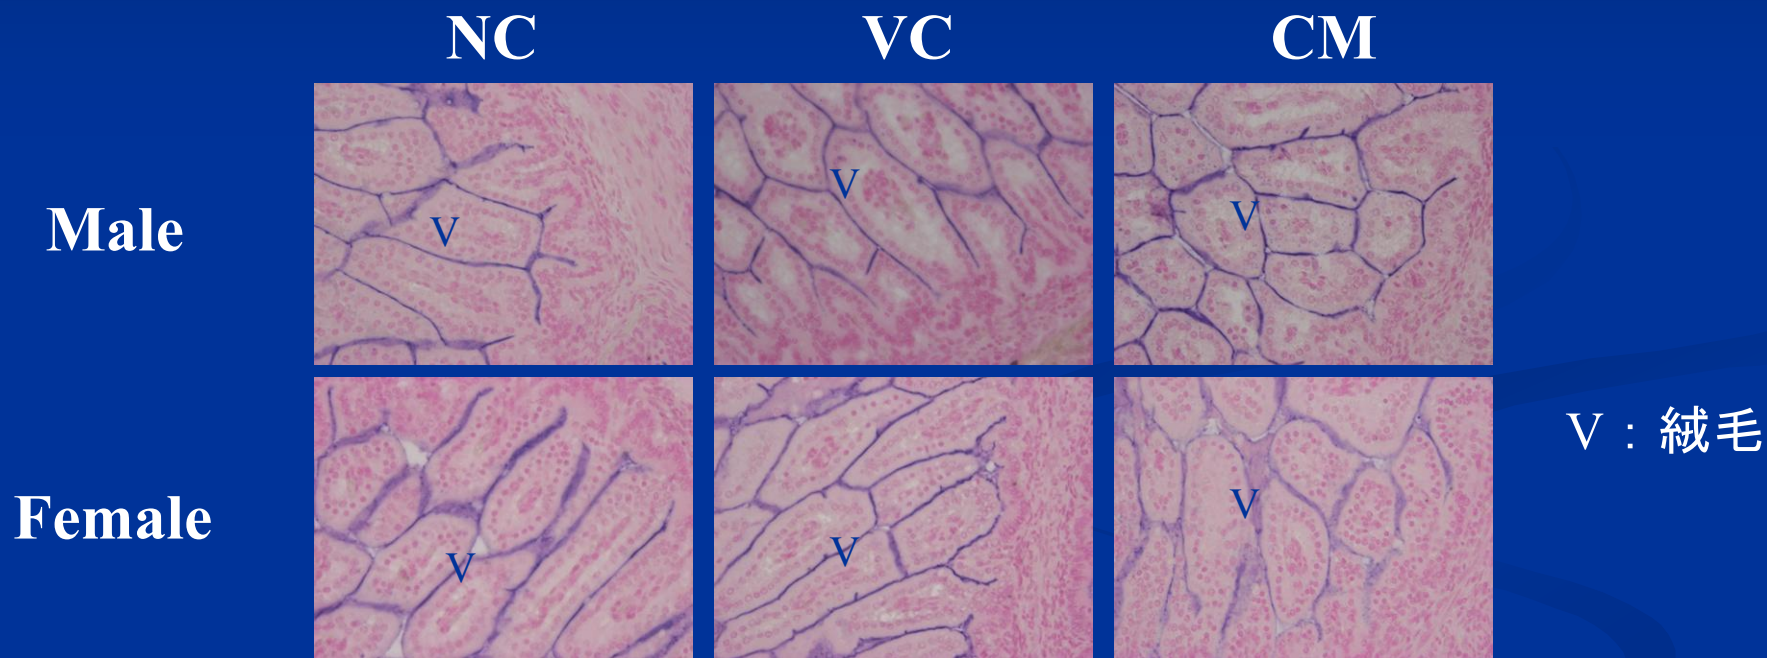 NC VC CM
Male
V V V
V：絨毛
Female
V V V